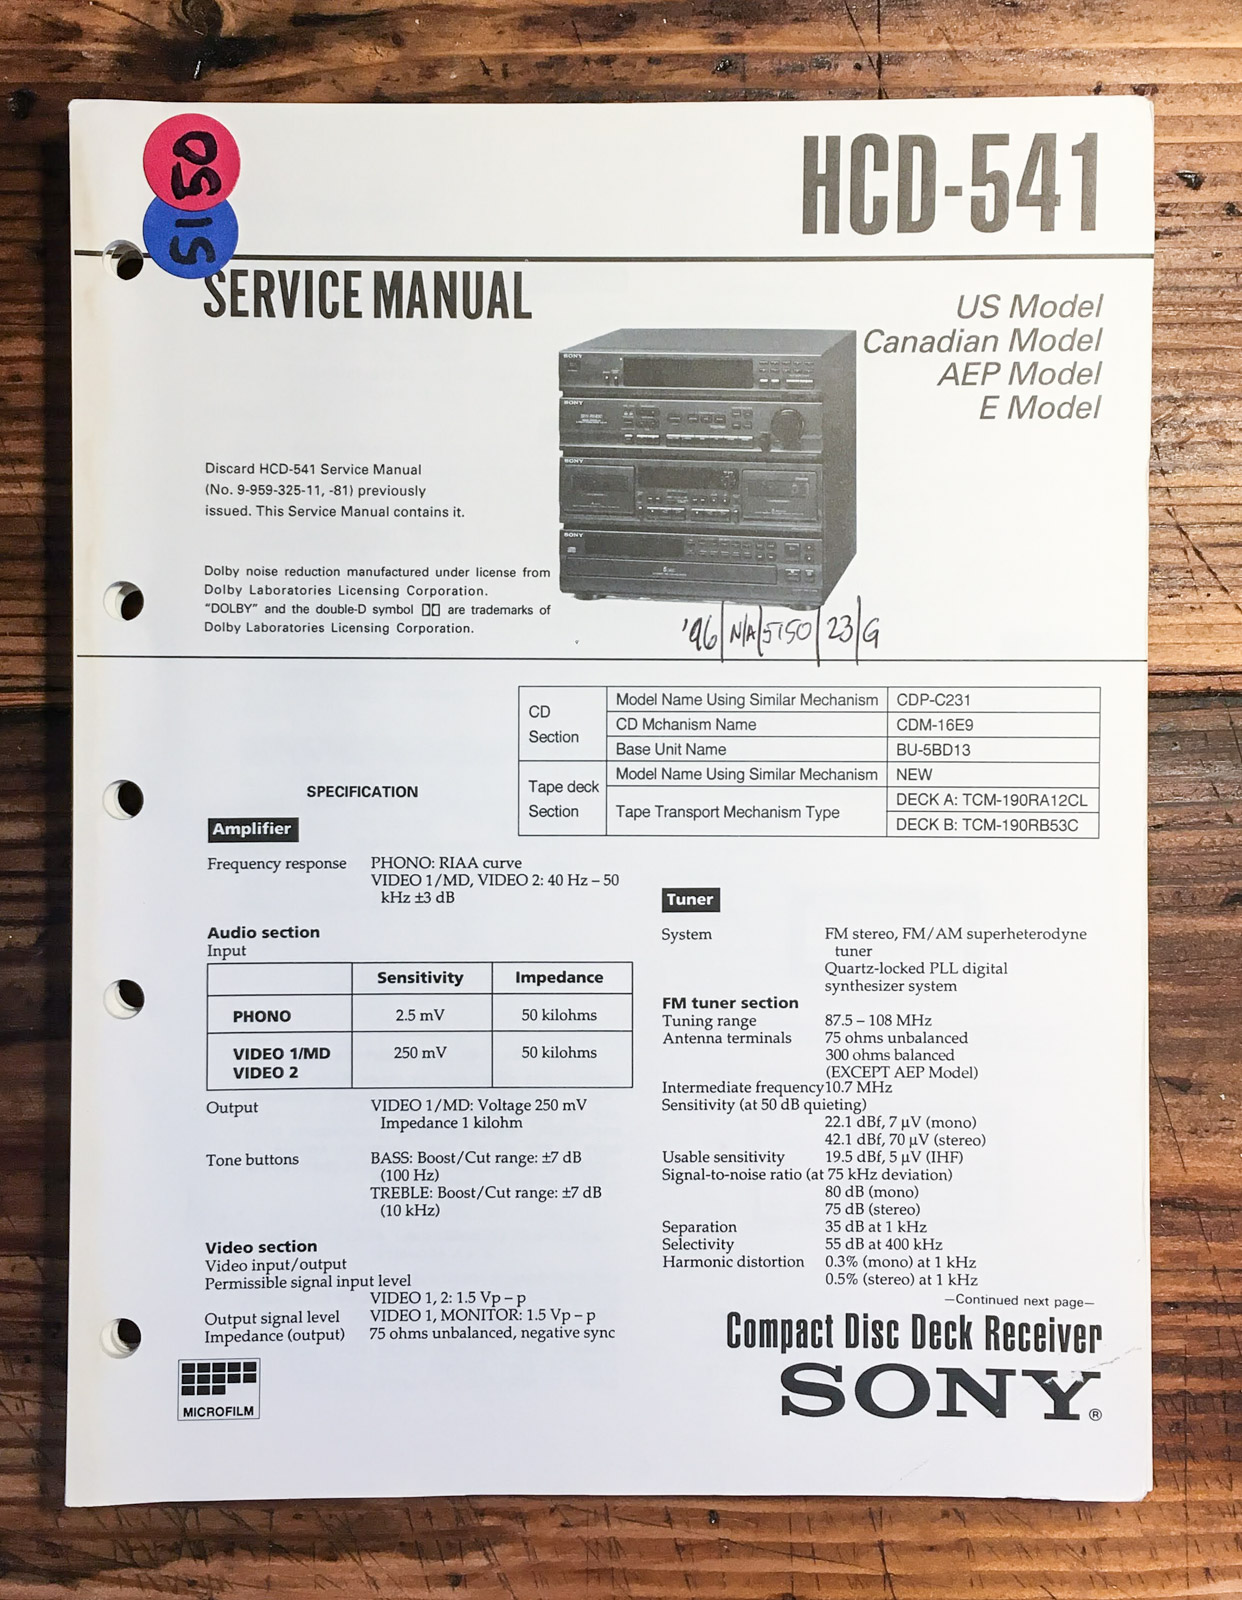 50
51
HCD-541
SERVICE MANUAL
US Model
Canadian Model
AEP Model
E Model
SONY
SONY
SONY
SONY
Discard HCD-541 Service Manual
(No. 9-959-325-11, -81) previously
issued. This Service Manual contains it.
Dolby noise reduction manufactured under license from
Dolby Laboratories Licensing Corporation.
"DOLBY" and the double-D symbol are trademarks of
Dolby Laboratories Licensing Corporation.
'96|N/A|5150|23|G
CD Section
Model Name Using Similar Mechanism CDP-C231
CD Mchanism Name CDM-16E9
Base Unit Name BU-5BD13
Tape deck Section
Model Name Using Similar Mechanism NEW
Tape Transport Mechanism Type DECK A: TCM-190RA12CL
DECK B: TCM-190RB53C
SPECIFICATION
Amplifier
Frequency response PHONO: RIAA curve
VIDEO 1/MD, VIDEO 2: 40 Hz – 50
kHz ±3 dB
Audio section
Input
Sensitivity Impedance
PHONO 2.5 mV 50 kilohms
VIDEO 1/MD 250 mV 50 kilohms
VIDEO 2
Output VIDEO 1/MD: Voltage 250 mV
Impedance 1 kilohm
Tone buttons BASS: Boost/Cut range: ±7 dB
(100 Hz)
TREBLE: Boost/Cut range: ±7 dB
(10 kHz)
Video section
Video input/output
Permissible signal input level
VIDEO 1, 2: 1.5 Vp – p
Output signal level VIDEO 1, MONITOR: 1.5 Vp – p
Impedance (output) 75 ohms unbalanced, negative sync
Tuner
System FM stereo, FM/AM superheterodyne
tuner
Quartz-locked PLL digital
synthesizer system
FM tuner section
Tuning range 87.5 – 108 MHz
Antenna terminals 75 ohms unbalanced
300 ohms balanced
(EXCEPT AEP Model)
Intermediate frequency 10.7 MHz
Sensitivity (at 50 dB quieting)
22.1 dBf, 7 µV (mono)
42.1 dBf, 70 µV (stereo)
Usable sensitivity 19.5 dBf, 5 µV (IHF)
Signal-to-noise ratio (at 75 kHz deviation)
80 dB (mono)
75 dB (stereo)
Separation 35 dB at 1 kHz
Selectivity 55 dB at 400 kHz
Harmonic distortion 0.3% (mono) at 1 kHz
0.5% (stereo) at 1 kHz
—Continued next page—
Compact Disc Deck Receiver
SONY®
MICROFILM